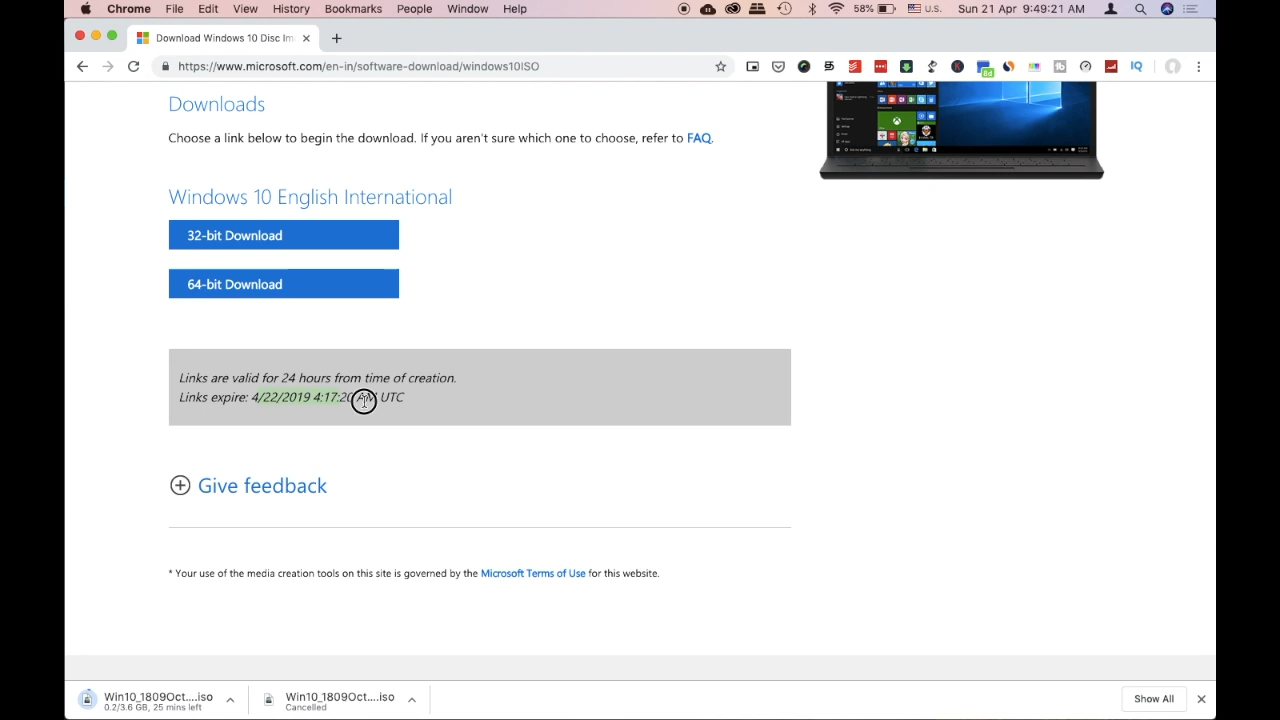 Chrome File Edit View History Bookmarks People Window Help 58% U.S. Sun 21 Apr 9:49:21 AM
Download Windows 10 Disc Im
https://www.microsoft.com/en-in/software-download/windows10ISO
6d IQ
Downloads
Choose a link below to begin the download. If you aren't sure which one to choose, refer to FAQ.
Windows 10 English International
32-bit Download
64-bit Download
Links are valid for 24 hours from time of creation.
Links expire: 4/22/2019 4:17:20 AM UTC
Give feedback
* Your use of the media creation tools on this site is governed by the Microsoft Terms of Use for this website.
Win10_1809Oct....iso Win10_1809Oct....iso Show All
0.2/3.6 GB, 25 mins left Cancelled